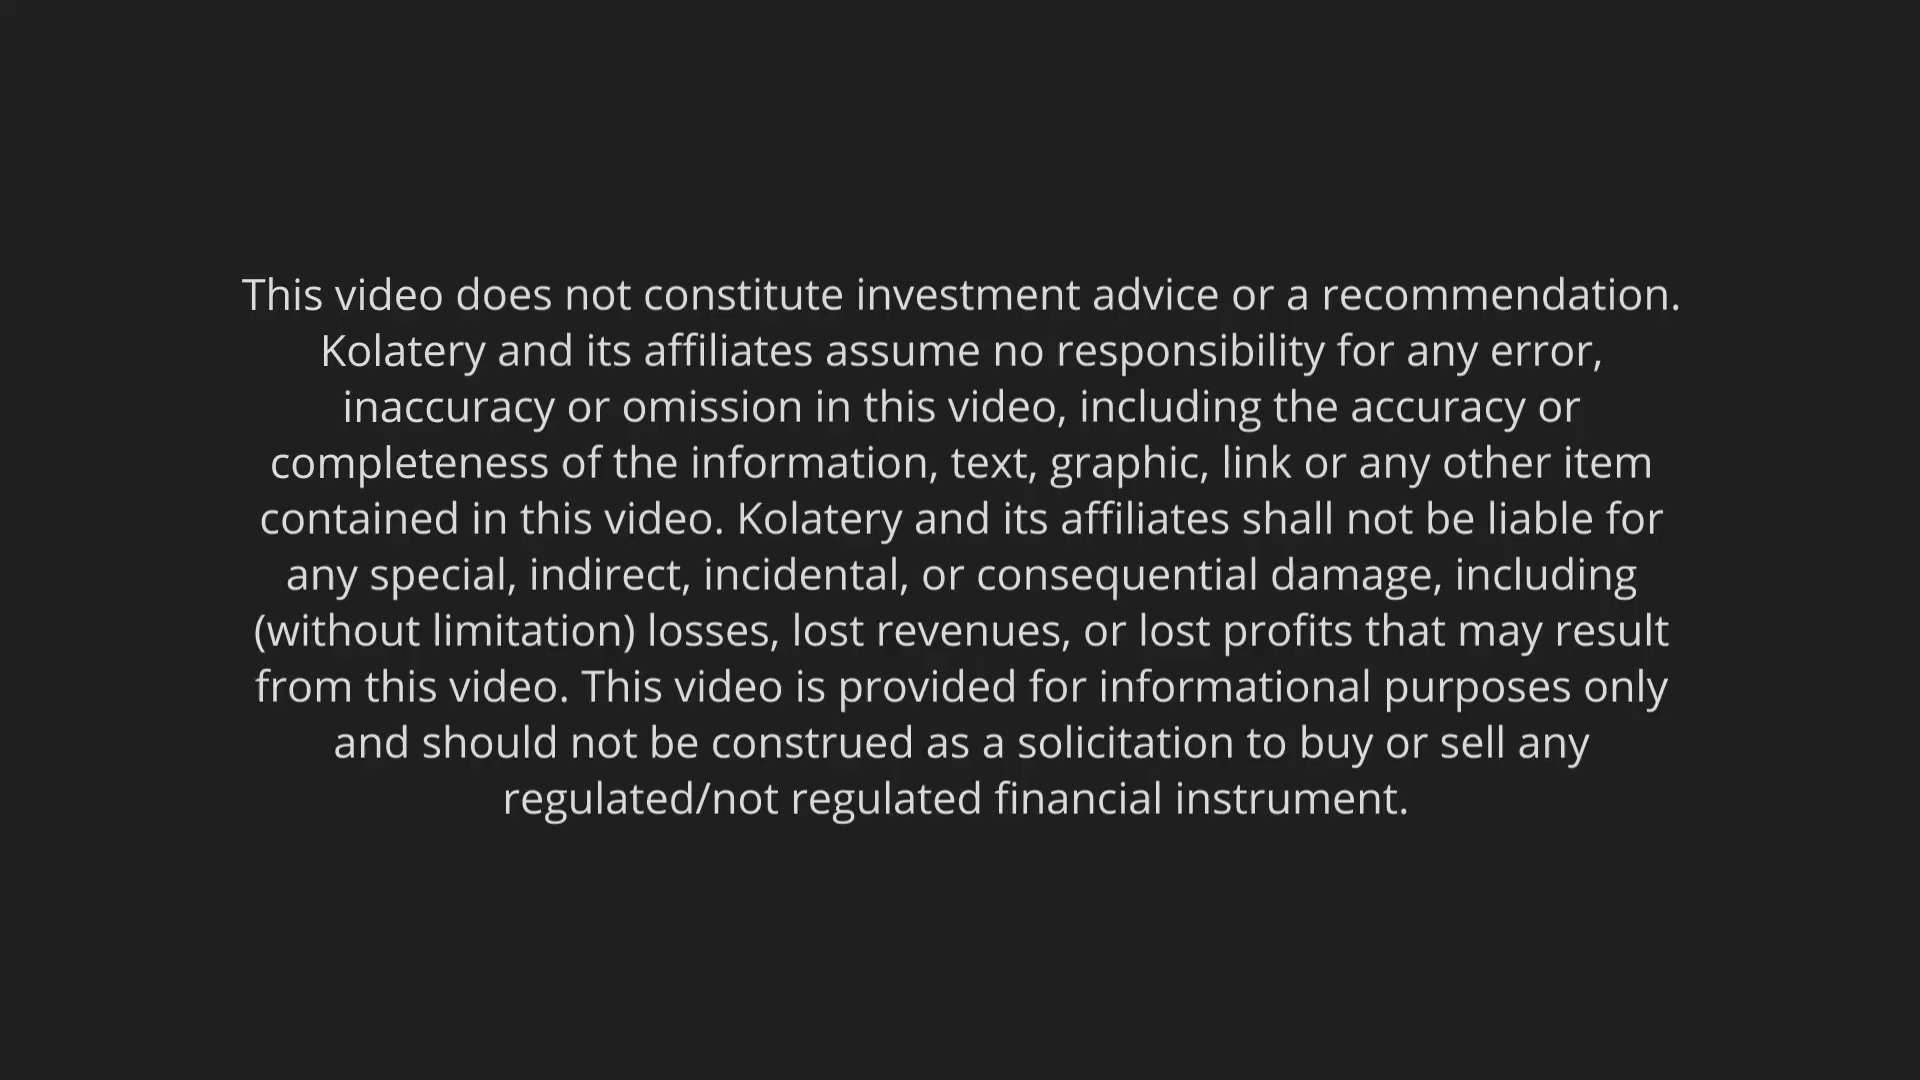 This video does not constitute investment advice or a recommendation.
Kolatery and its affiliates assume no responsibility for any error,
inaccuracy or omission in this video, including the accuracy or
completeness of the information, text, graphic, link or any other item
contained in this video. Kolatery and its affiliates shall not be liable for
any special, indirect, incidental, or consequential damage, including
(without limitation) losses, lost revenues, or lost profits that may result
from this video. This video is provided for informational purposes only
and should not be construed as a solicitation to buy or sell any
regulated/not regulated financial instrument.